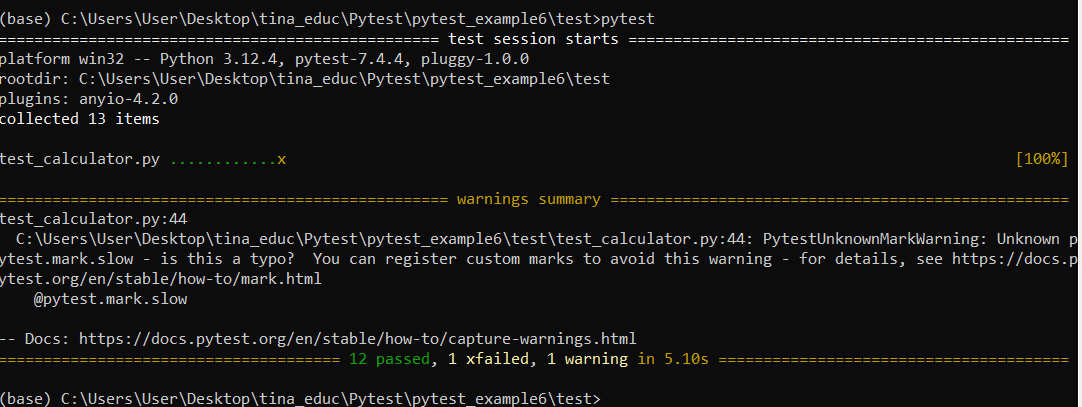 (base) C:\Users\User\Desktop\tina_educ\Pytest\pytest_example6\test>pytest
================================================= test session starts =================================================
platform win32 -- Python 3.12.4, pytest-7.4.4, pluggy-1.0.0
rootdir: C:\Users\User\Desktop\tina_educ\Pytest\pytest_example6\test
plugins: anyio-4.2.0
collected 13 items
test_calculator.py ............x [100%]
================================================== warnings summary ===================================================
test_calculator.py:44
C:\Users\User\Desktop\tina_educ\Pytest\pytest_example6\test\test_calculator.py:44: PytestUnknownMarkWarning: Unknown p
ytest.mark.slow - is this a typo?  You can register custom marks to avoid this warning - for details, see https://docs.p
ytest.org/en/stable/how-to/mark.html
@pytest.mark.slow
-- Docs: https://docs.pytest.org/en/stable/how-to/capture-warnings.html
====================================== 12 passed, 1 xfailed, 1 warning in 5.10s =======================================
(base) C:\Users\User\Desktop\tina_educ\Pytest\pytest_example6\test>